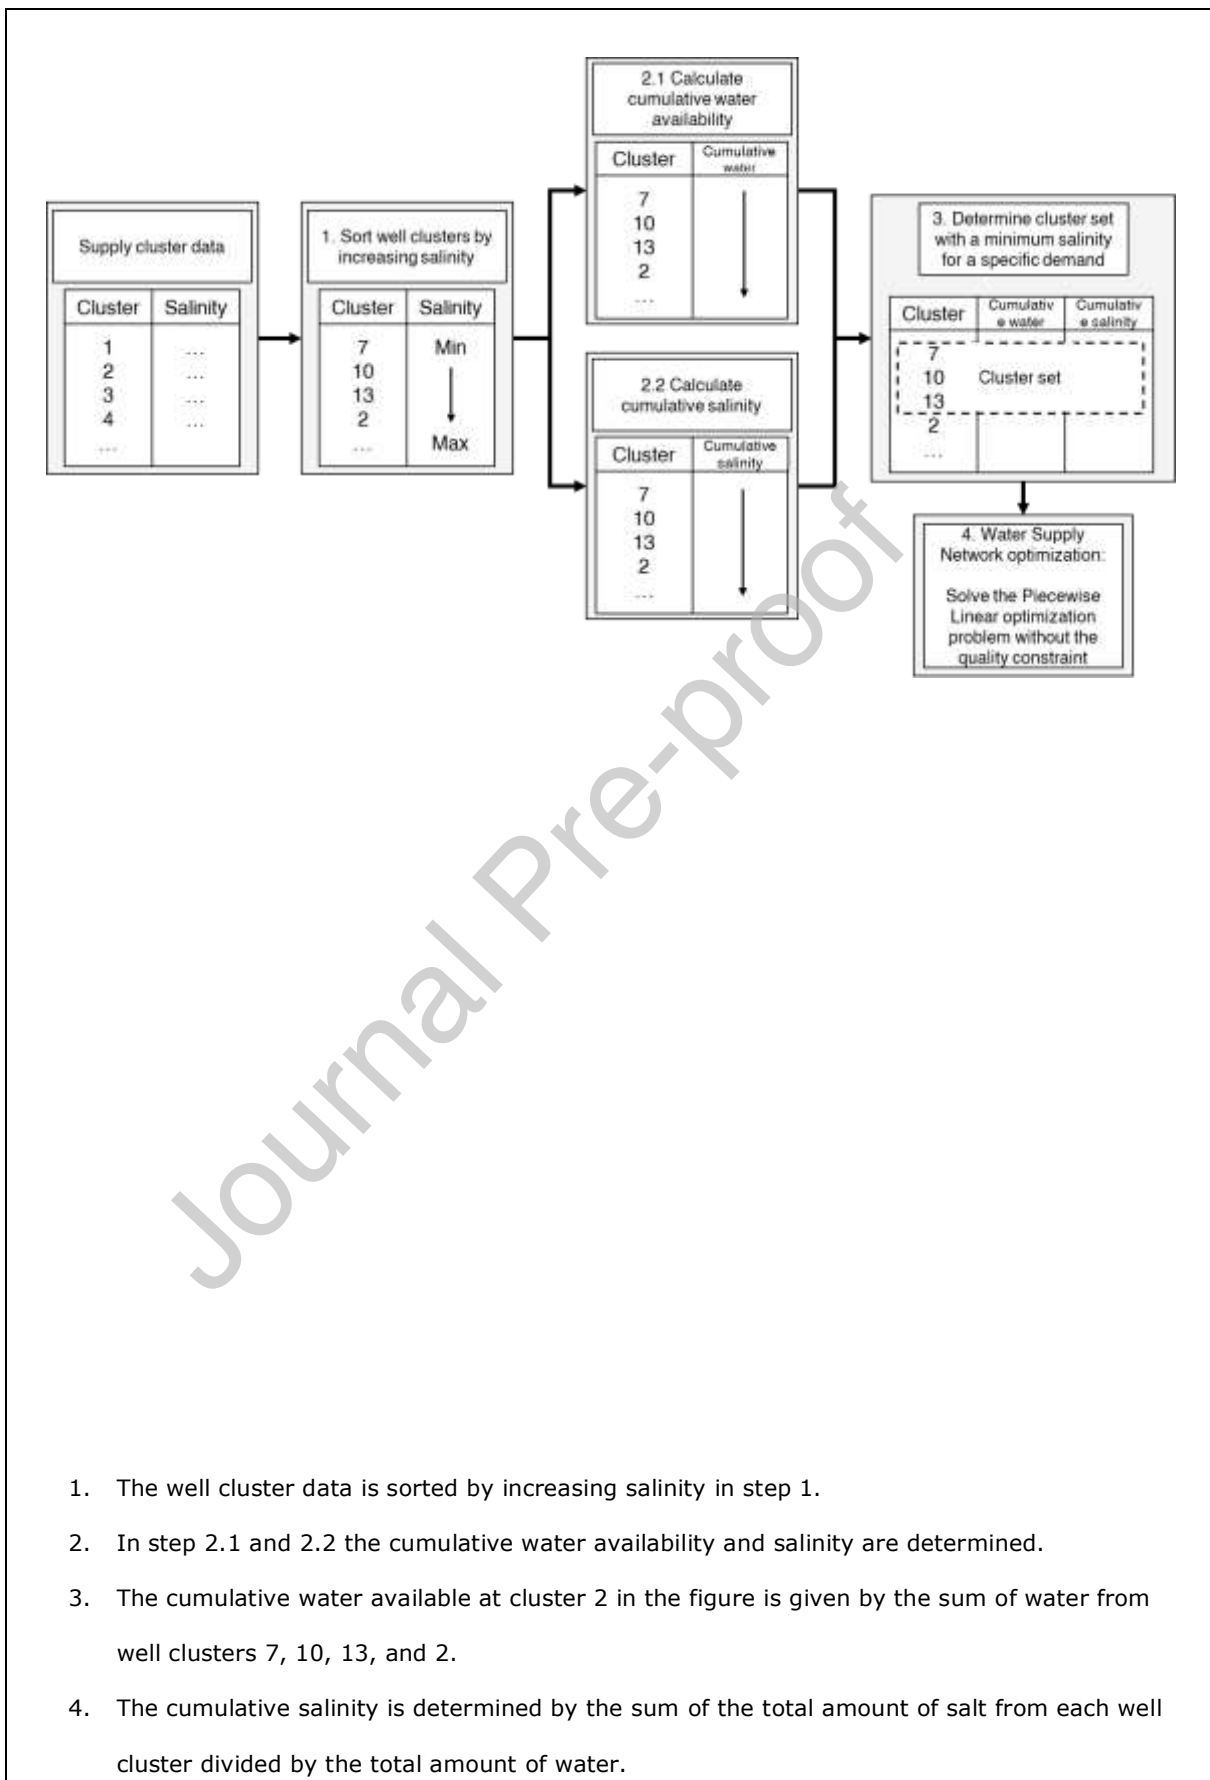 Supply cluster data
Cluster Salinity
1 ...
2 ...
3 ...
4 ...
...
1. Sort well clusters by
increasing salinity
Cluster Salinity
7 Min
10
13
2
... Max
2.1 Calculate
cumulative water
availability
Cluster Cumulative
water
7
10
13
2
...
2.2 Calculate
cumulative salinity
Cluster Cumulative
salinity
7
10
13
2
...
3. Determine cluster set
with a minimum salinity
for a specific demand
Cluster Cumulativ Cumulativ
e water e salinity
7
10 Cluster set
13
2
...
4. Water Supply
Network optimization:
Solve the Piecewise
Linear optimization
problem without the
quality constraint
Journal Pre-proof
1. The well cluster data is sorted by increasing salinity in step 1.
2. In step 2.1 and 2.2 the cumulative water availability and salinity are determined.
3. The cumulative water available at cluster 2 in the figure is given by the sum of water from
well clusters 7, 10, 13, and 2.
4. The cumulative salinity is determined by the sum of the total amount of salt from each well
cluster divided by the total amount of water.